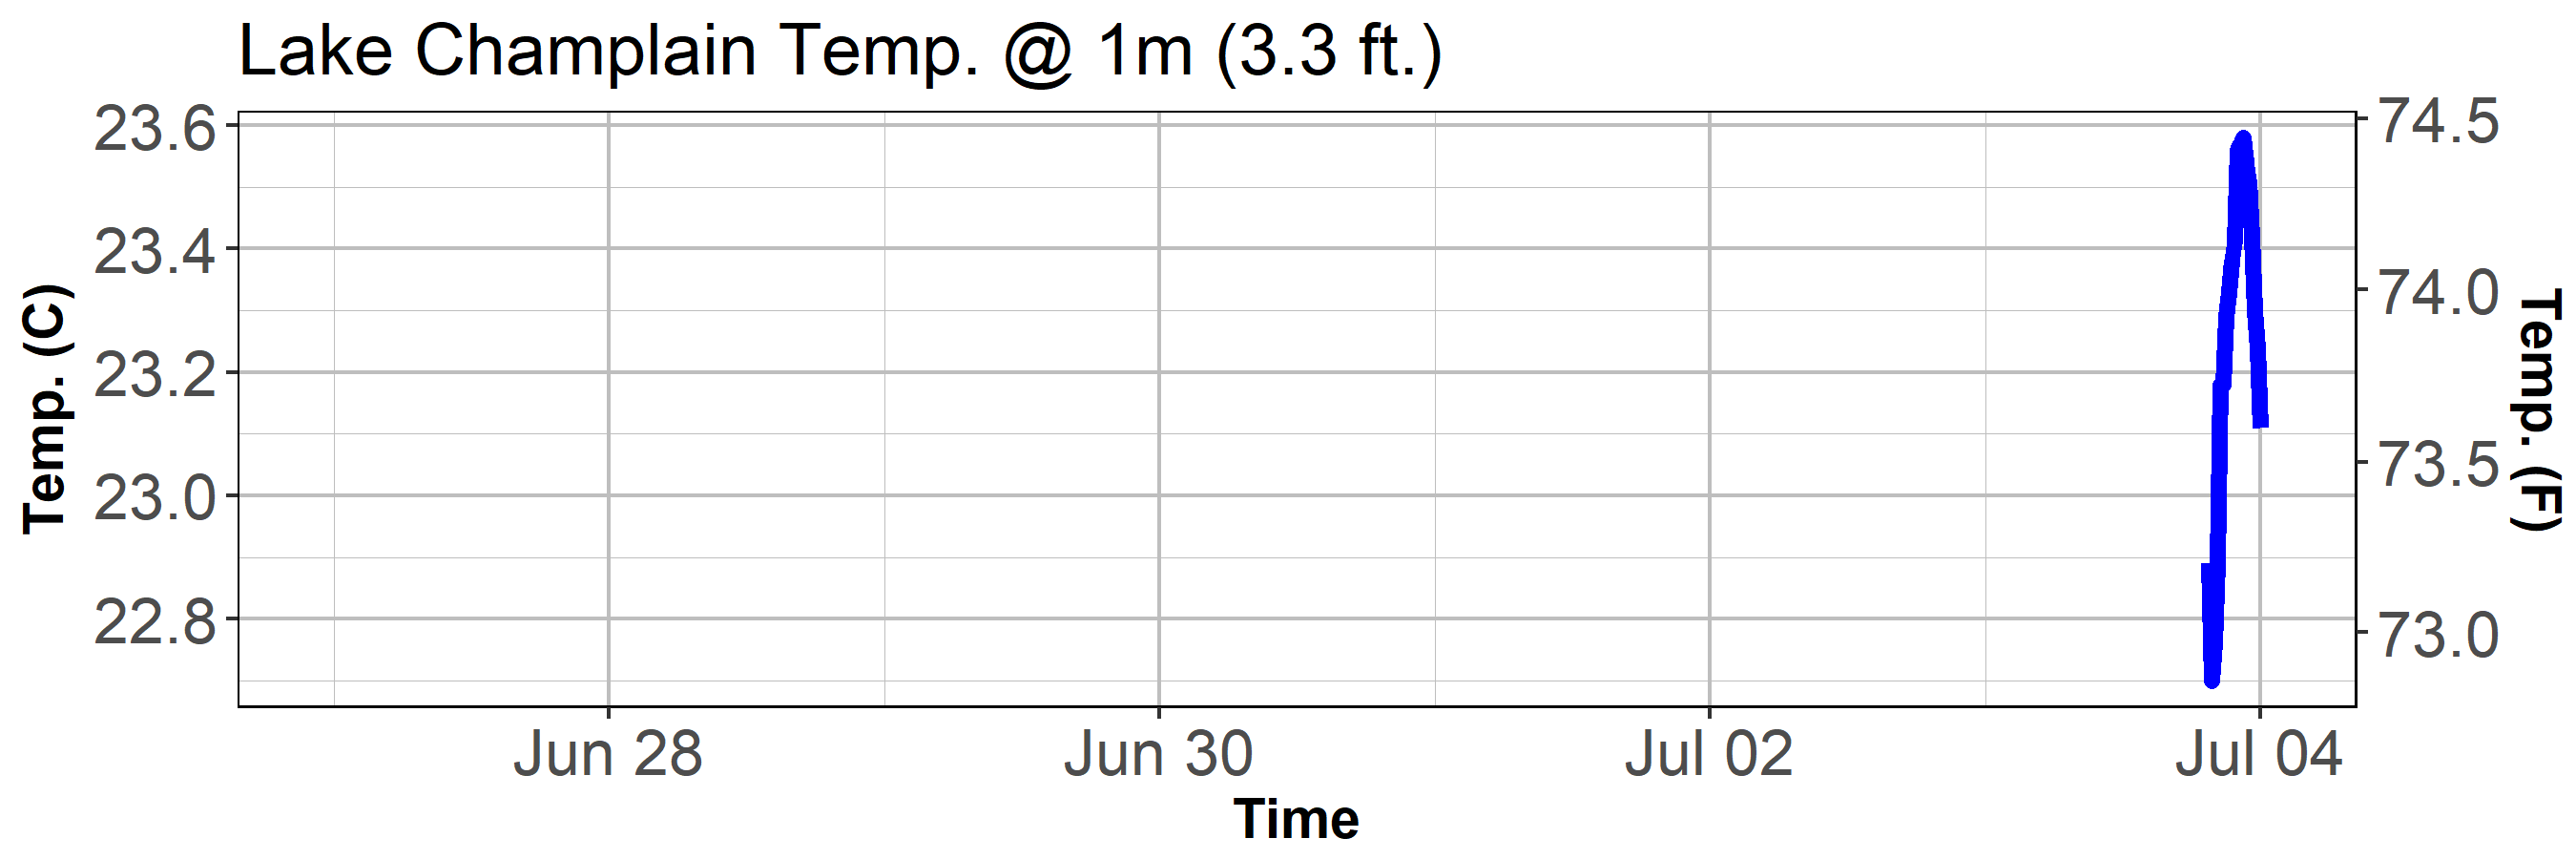 Lake Champlain Temp. @ 1m (3.3 ft.)
23.6
23.4
23.2
23.0
22.8
Temp. (C)
74.5
74.0
73.5
73.0
Temp. (F)
Jun 28
Jun 30
Jul 02
Jul 04
Time